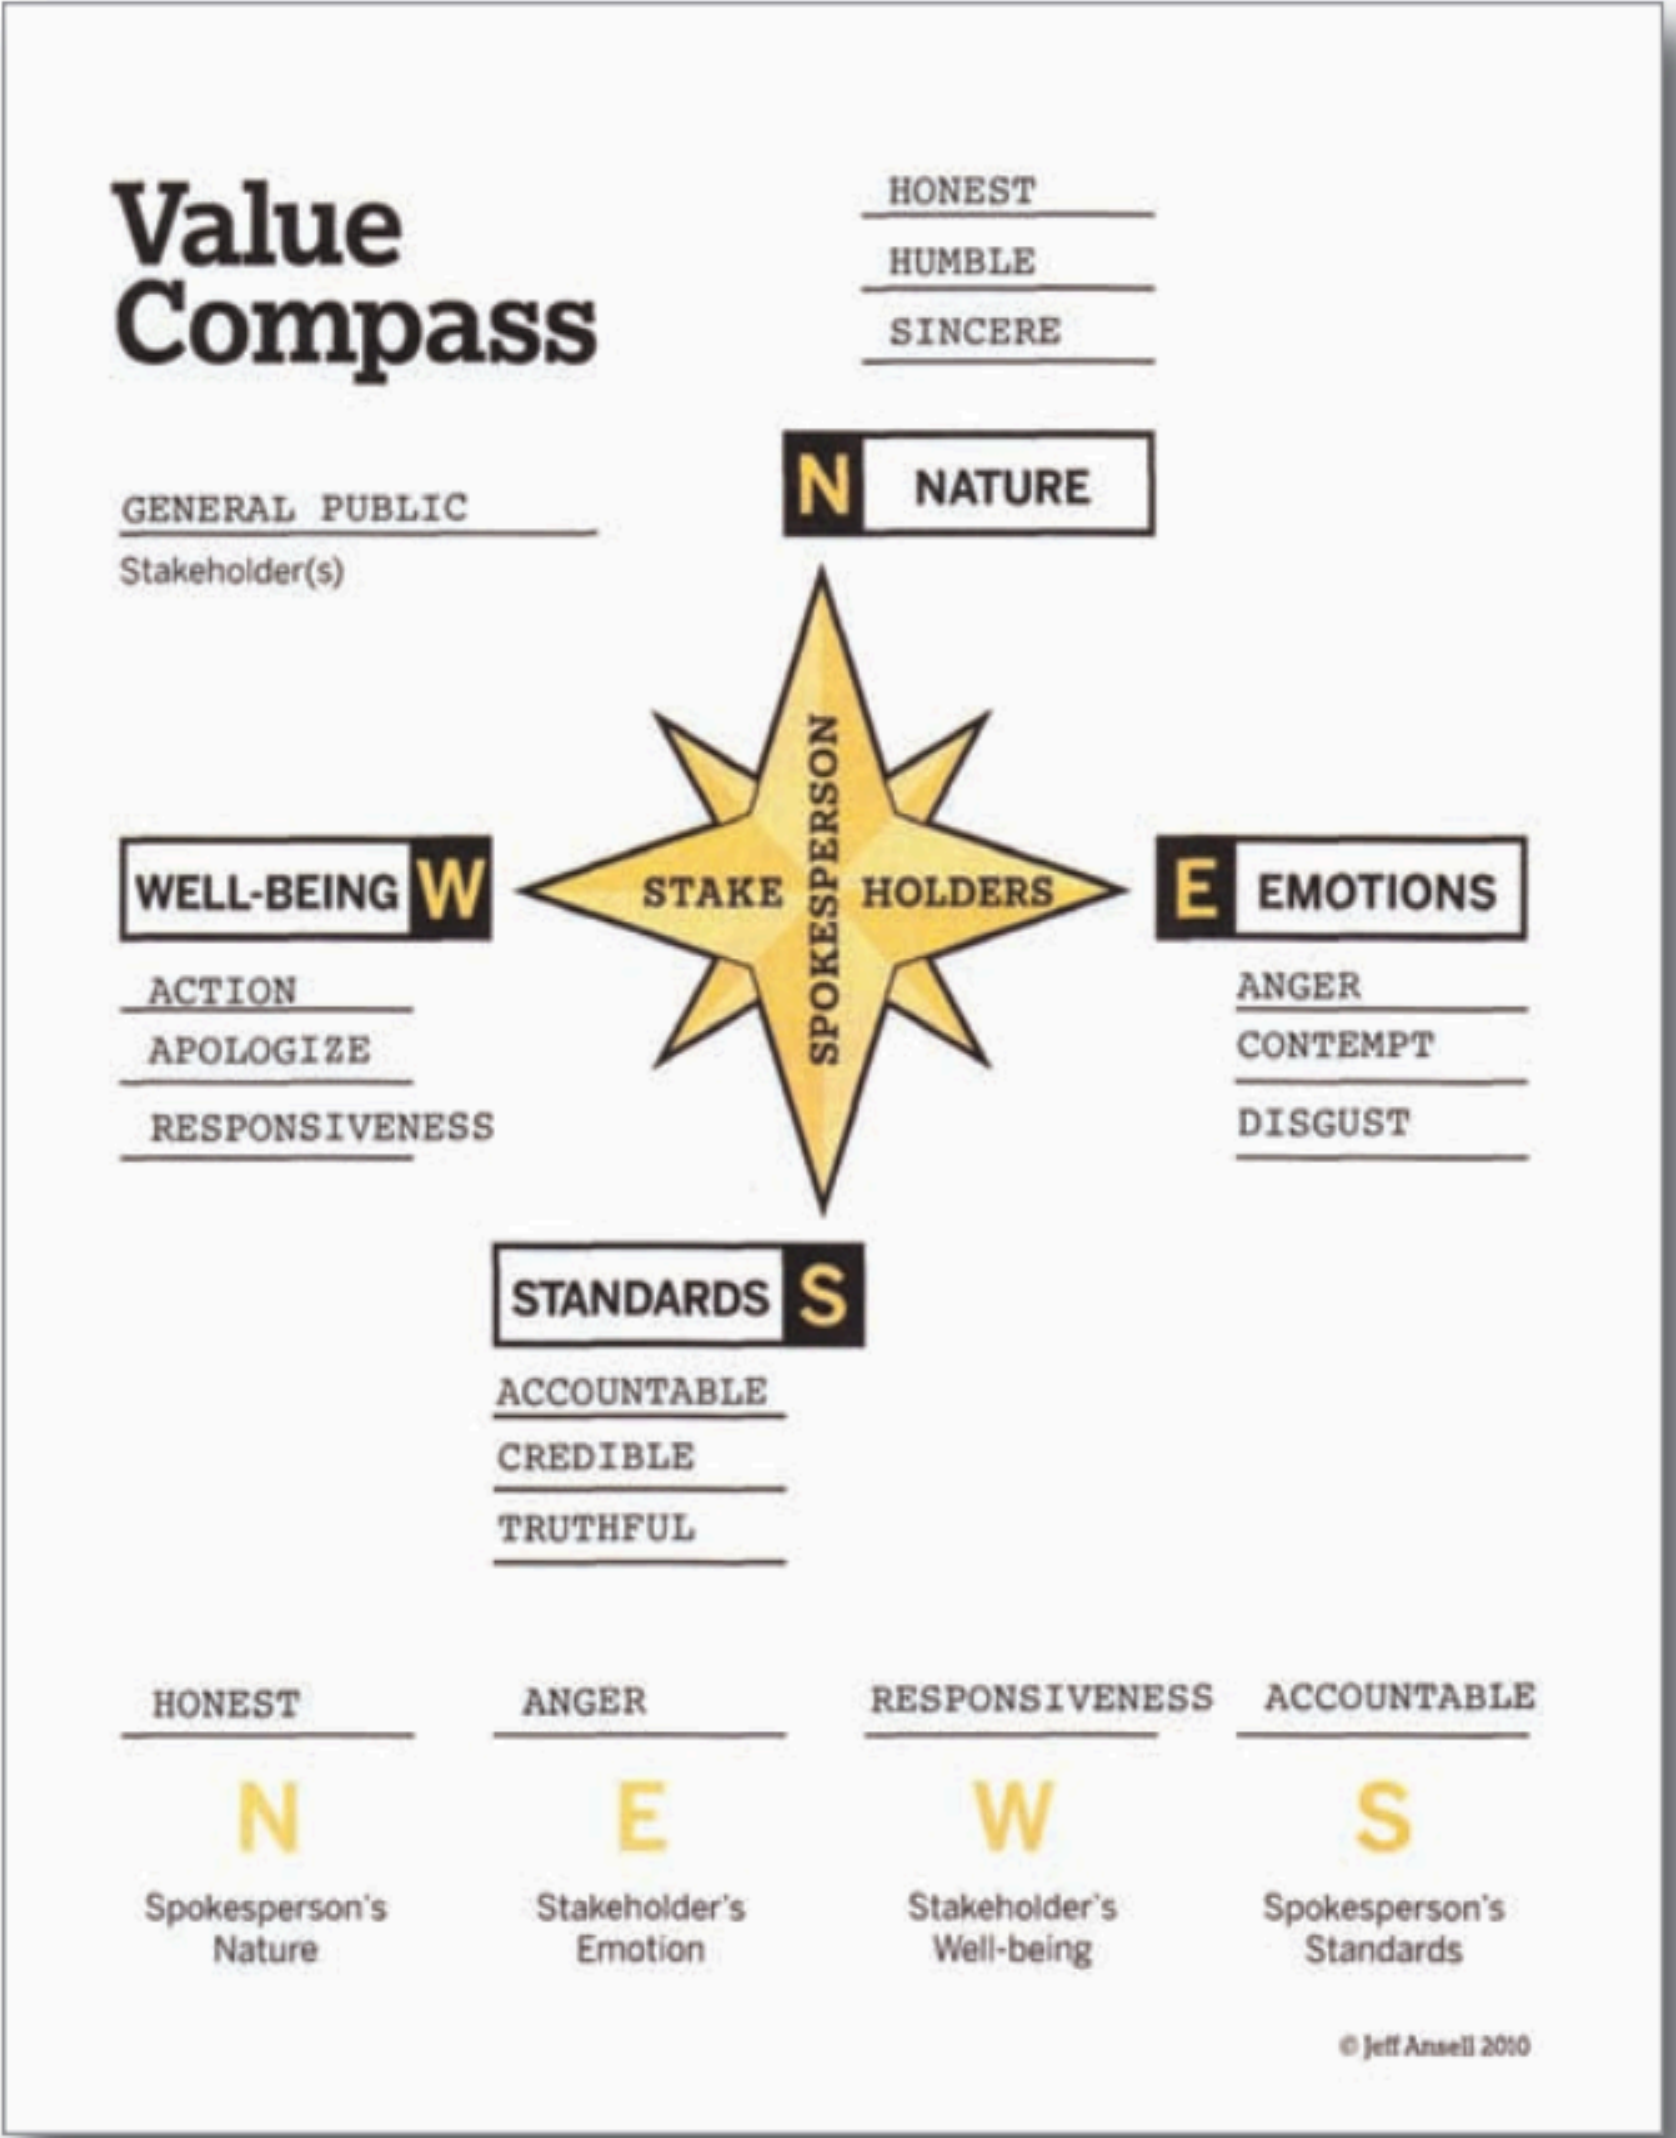 Value
Compass
HONEST
HUMBLE
SINCERE
N NATURE
GENERAL PUBLIC
Stakeholder(s)
SPOKESPERSON
STAKE HOLDERS
WELL-BEING W
ACTION
APOLOGIZE
RESPONSIVENESS
E EMOTIONS
ANGER
CONTEMPT
DISGUST
STANDARDS S
ACCOUNTABLE
CREDIBLE
TRUTHFUL
HONEST ANGER RESPONSIVENESS ACCOUNTABLE
N E W S
Spokesperson's Stakeholder's Stakeholder's Spokesperson's
Nature Emotion Well-being Standards
© Jeff Ansell 2010